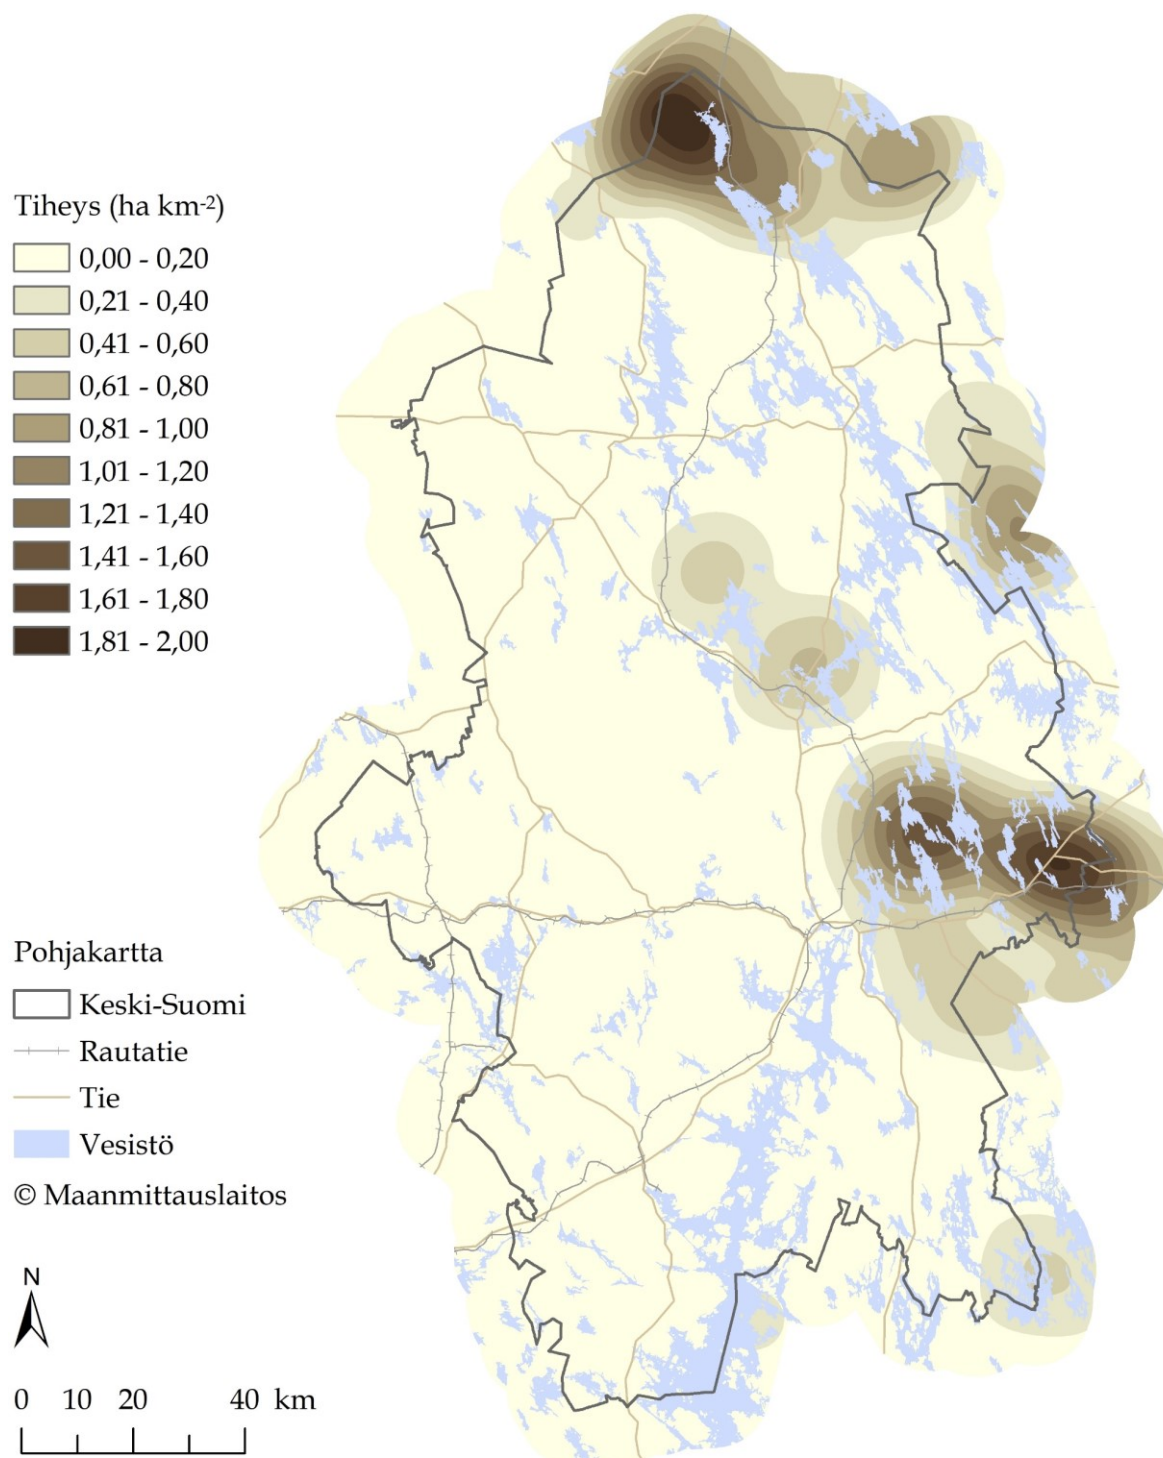 Tiheys (ha km-2)
0,00 - 0,20
0,21 - 0,40
0,41 - 0,60
0,61 - 0,80
0,81 - 1,00
1,01 - 1,20
1,21 - 1,40
1,41 - 1,60
1,61 - 1,80
1,81 - 2,00
Pohjakartta
Keski-Suomi
Rautatie
Tie
Vesistö
© Maanmittauslaitos
N
0 10 20 40 km